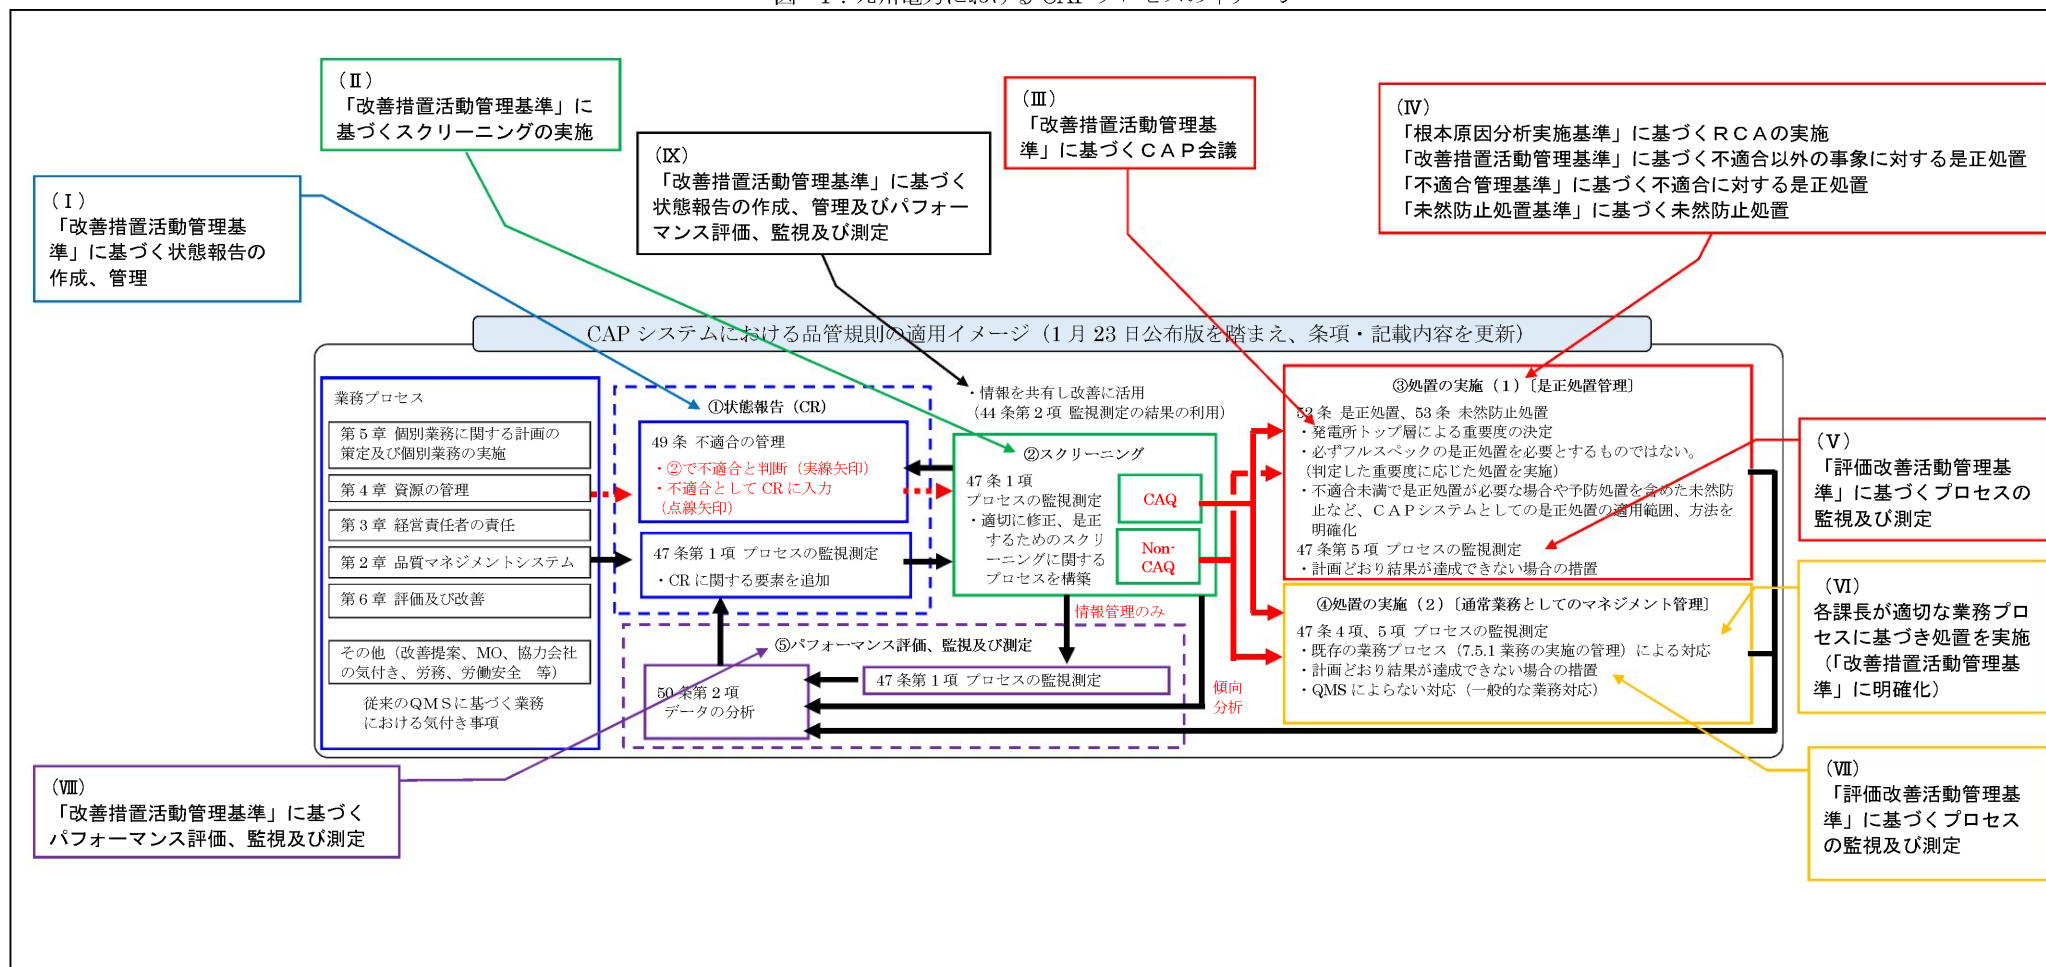 (Ⅱ)
「改善措置活動管理基準」に
基づくスクリーニングの実施
(Ⅲ)
「改善措置活動管理基
準」に基づくCAP会議
(Ⅳ)
「根本原因分析実施基準」に基づくRCAの実施
「改善措置活動管理基準」に基づく不適合以外の事象に対する是正処置
「不適合管理基準」に基づく不適合に対する是正処置
「未然防止処置基準」に基づく未然防止処置
(Ⅸ)
「改善措置活動管理基準」に基づく
状態報告の作成、管理及びパフォー
マンス評価、監視及び測定
(Ⅰ)
「改善措置活動管理基
準」に基づく状態報告の
作成、管理
CAP システムにおける品管規則の適用イメージ（1 月 23 日公布版を踏まえ、条項・記載内容を更新）
業務プロセス
第 5 章 個別業務に関する計画の
策定及び個別業務の実施
第 4 章 資源の管理
第 3 章 経営責任者の責任
第 2 章 品質マネジメントシステム
第 6 章 評価及び改善
その他（改善提案、MO、協力会社
の気付き、労務、労働安全　等）
従来のQMSに基づく業務
における気付き事項
①状態報告（CR）
49 条 不適合の管理
・②で不適合と判断（実線矢印）
・不適合として CR に入力
（点線矢印）
47 条第 1 項 プロセスの監視測定
・CR に関する要素を追加
・情報を共有し改善に活用
（44 条第 2 項 監視測定の結果の利用）
②スクリーニング
47 条 1 項
プロセスの監視測定
・適切に修正、是正
するためのスクリ
ーニングに関する
プロセスを構築
CAQ
Non-
CAQ
情報管理のみ
⑤パフォーマンス評価、監視及び測定
47 条第 1 項 プロセスの監視測定
50 条第 2 項
データの分析
傾向
分析
③処置の実施（1）〔是正処置管理〕
52 条 是正処置、53 条 未然防止処置
・発電所トップ層による重要度の決定
・必ずフルスペックの是正処置を必要とするものではない。
（判定した重要度に応じた処置を実施）
・不適合未満で是正処置が必要な場合や予防処置を含めた未然防
止など、CAPシステムとしての是正処置の適用範囲、方法を
明確化
47 条第 5 項 プロセスの監視測定
・計画どおり結果が達成できない場合の措置
④処置の実施（2）〔通常業務としてのマネジメント管理〕
47 条 4 項、5 項 プロセスの監視測定
・既存の業務プロセス（7.5.1 業務の実施の管理）による対応
・計画どおり結果が達成できない場合の措置
・QMS によらない対応（一般的な業務対応）
(Ⅴ)
「評価改善活動管理基
準」に基づくプロセスの
監視及び測定
(Ⅵ)
各課長が適切な業務プロ
セスに基づき処置を実施
（「改善措置活動管理基
準」に明確化）
(Ⅶ)
「評価改善活動管理基
準」に基づくプロセス
の監視及び測定
(Ⅷ)
「改善措置活動管理基準」に基づく
パフォーマンス評価、監視及び測定